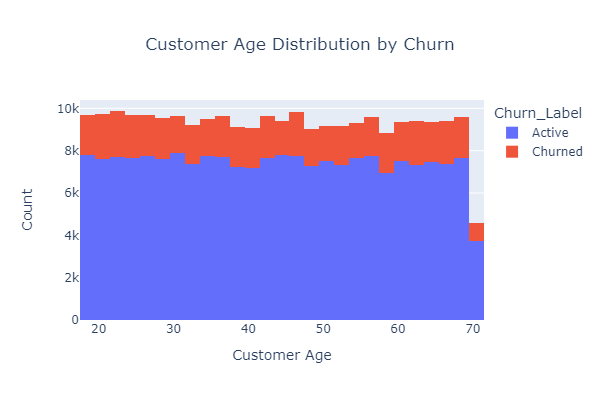 Customer Age Distribution by Churn
Churn_Label
Active
Churned
Count
10k
8k
6k
4k
2k
0
20 30 40 50 60 70
Customer Age